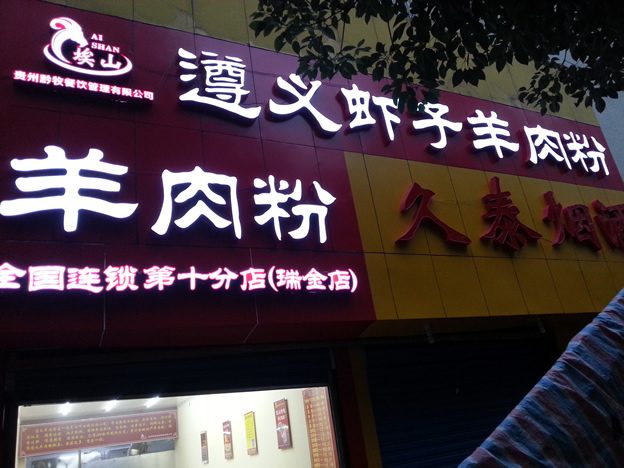 AI
SHAN
埃山
贵州黔牧餐饮管理有限公司
遵义虾子羊肉粉
羊肉粉
久泰烟酒
全国连锁第十分店(瑞金店)